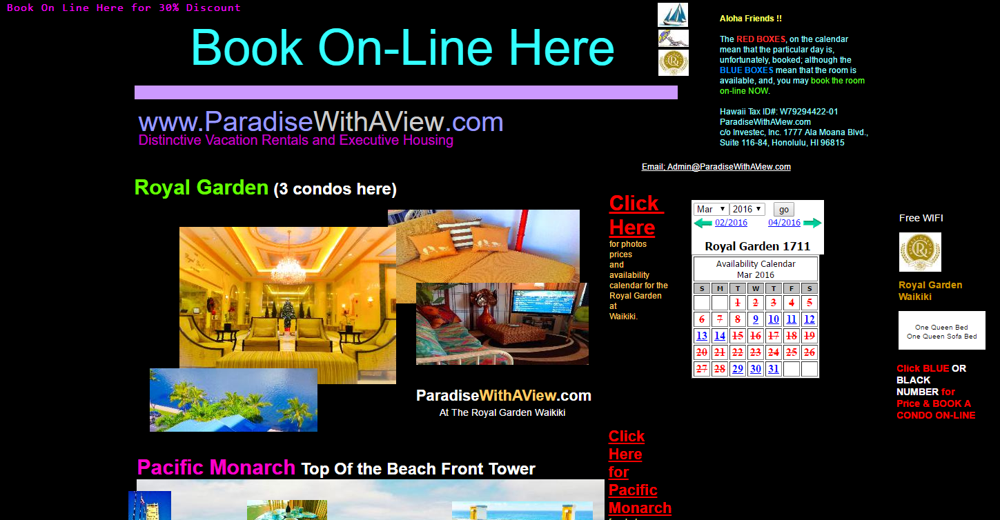 Book On Line Here for 30% Discount
Book On-Line Here
Aloha Friends !!
The RED BOXES, on the calendar
mean that the particular day is,
unfortunately, booked; although the
BLUE BOXES mean that the room is
available, and, you may book the room
on-line NOW.
Hawaii Tax ID#: W79294422-01
ParadiseWithAView.com
c/o Investec, Inc. 1777 Ala Moana Blvd.,
Suite 116-84, Honolulu, HI 96815
www.ParadiseWithAView.com
Distinctive Vacation Rentals and Executive Housing
Email; Admin@ParadiseWithAView.com
Royal Garden (3 condos here)
Click
Here
for photos
prices
and
availability
calendar for the
Royal Garden
at
Waikiki.
Mar 2016 go
02/2016 04/2016
Royal Garden 1711
Availability Calendar
Mar 2016
S M T W T F S
1 2 3 4 5
6 7 8 9 10 11 12
13 14 15 16 17 18 19
20 21 22 23 24 25 26
27 28 29 30 31
Free WIFI
Royal Garden
Waikiki
One Queen Bed
One Queen Sofa Bed
Click BLUE OR
BLACK
NUMBER for
Price & BOOK A
CONDO ON-LINE
ParadiseWithAView.com
At The Royal Garden Waikiki
Pacific Monarch Top Of the Beach Front Tower
Click
Here
for
Pacific
Monarch